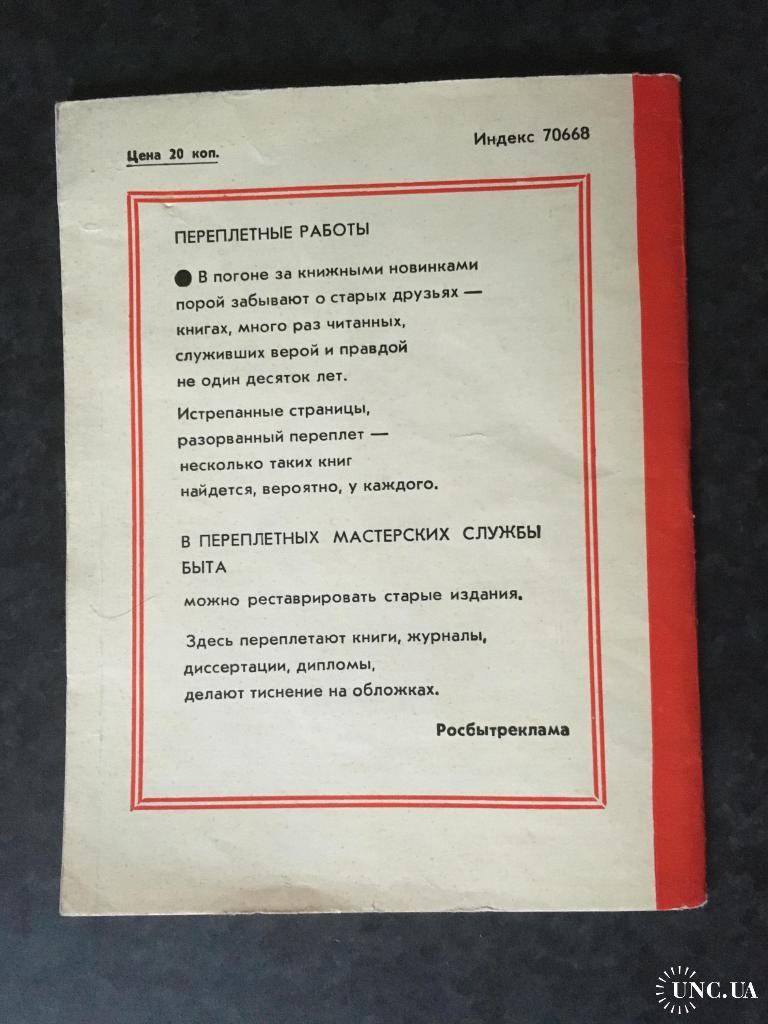 Цена 20 коп.
Индекс 70668
ПЕРЕПЛЕТНЫЕ РАБОТЫ
● В погоне за книжными новинками
порой забывают о старых друзьях —
книгах, много раз читанных,
служивших верой и правдой
не один десяток лет.
Истрепанные страницы,
разорванный переплет —
несколько таких книг
найдется, вероятно, у каждого.
В ПЕРЕПЛЕТНЫХ МАСТЕРСКИХ СЛУЖБЫ
БЫТА
можно реставрировать старые издания.
Здесь переплетают книги, журналы,
диссертации, дипломы,
делают тиснение на обложках.
Росбытреклама
UNC.UA